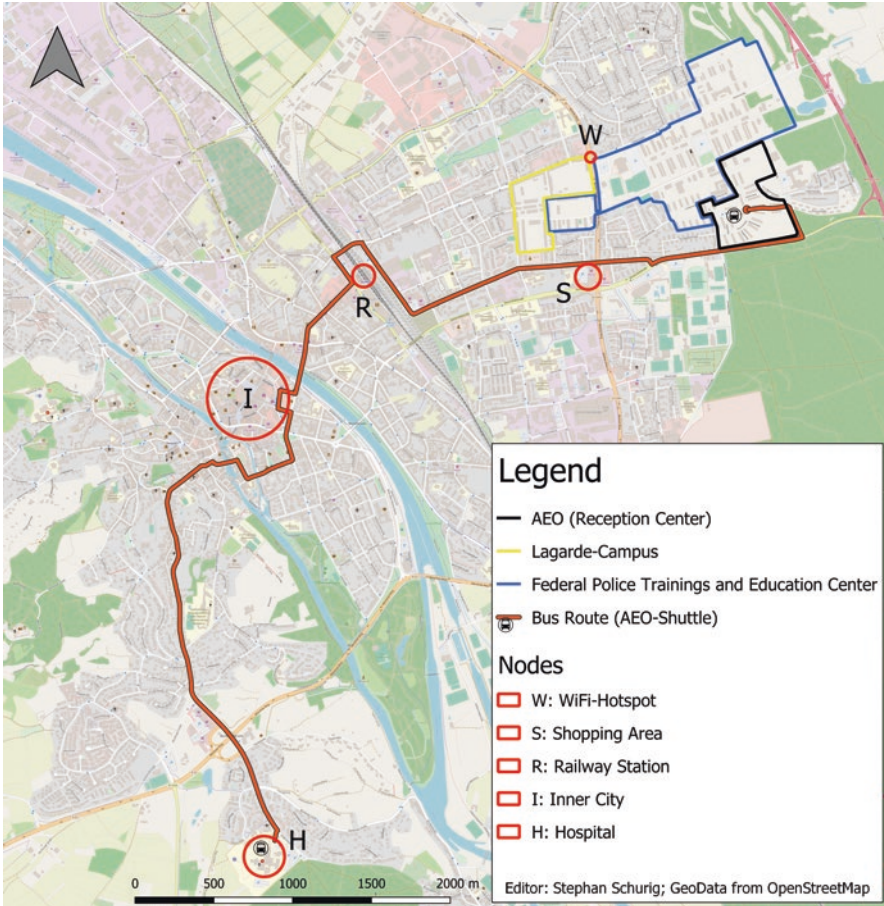 W
R
S
I
H
Legend
AEO (Reception Center)
Lagarde-Campus
Federal Police Trainings and Education Center
Bus Route (AEO-Shuttle)
Nodes
W: WiFi-Hotspot
S: Shopping Area
R: Railway Station
I: Inner City
H: Hospital
0 500 1000 1500 2000 m
Editor: Stephan Schurig; GeoData from OpenStreetMap